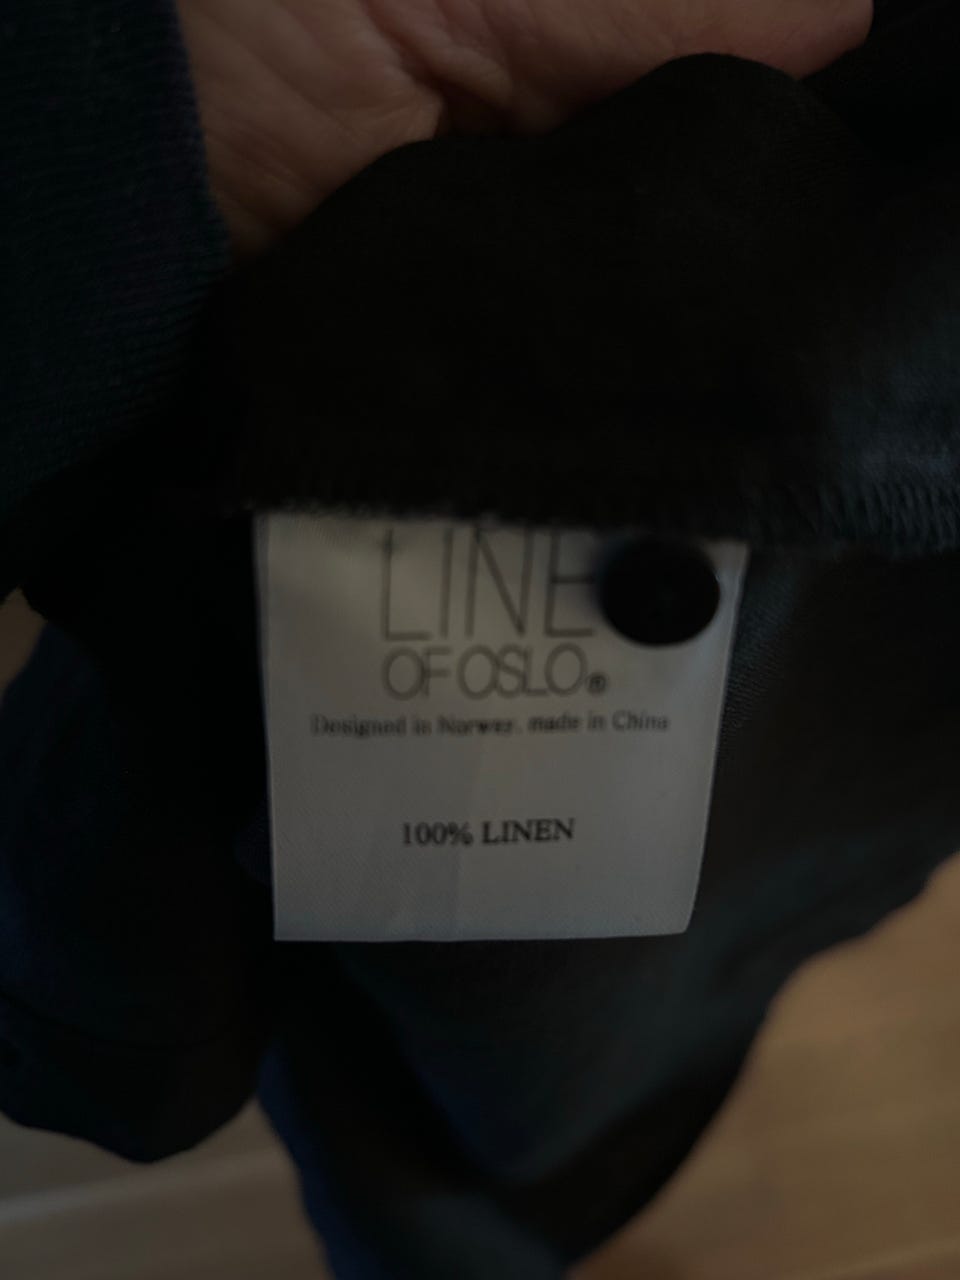 LINE
OF OSLO®
Designed in Norway, made in China
100% LINEN